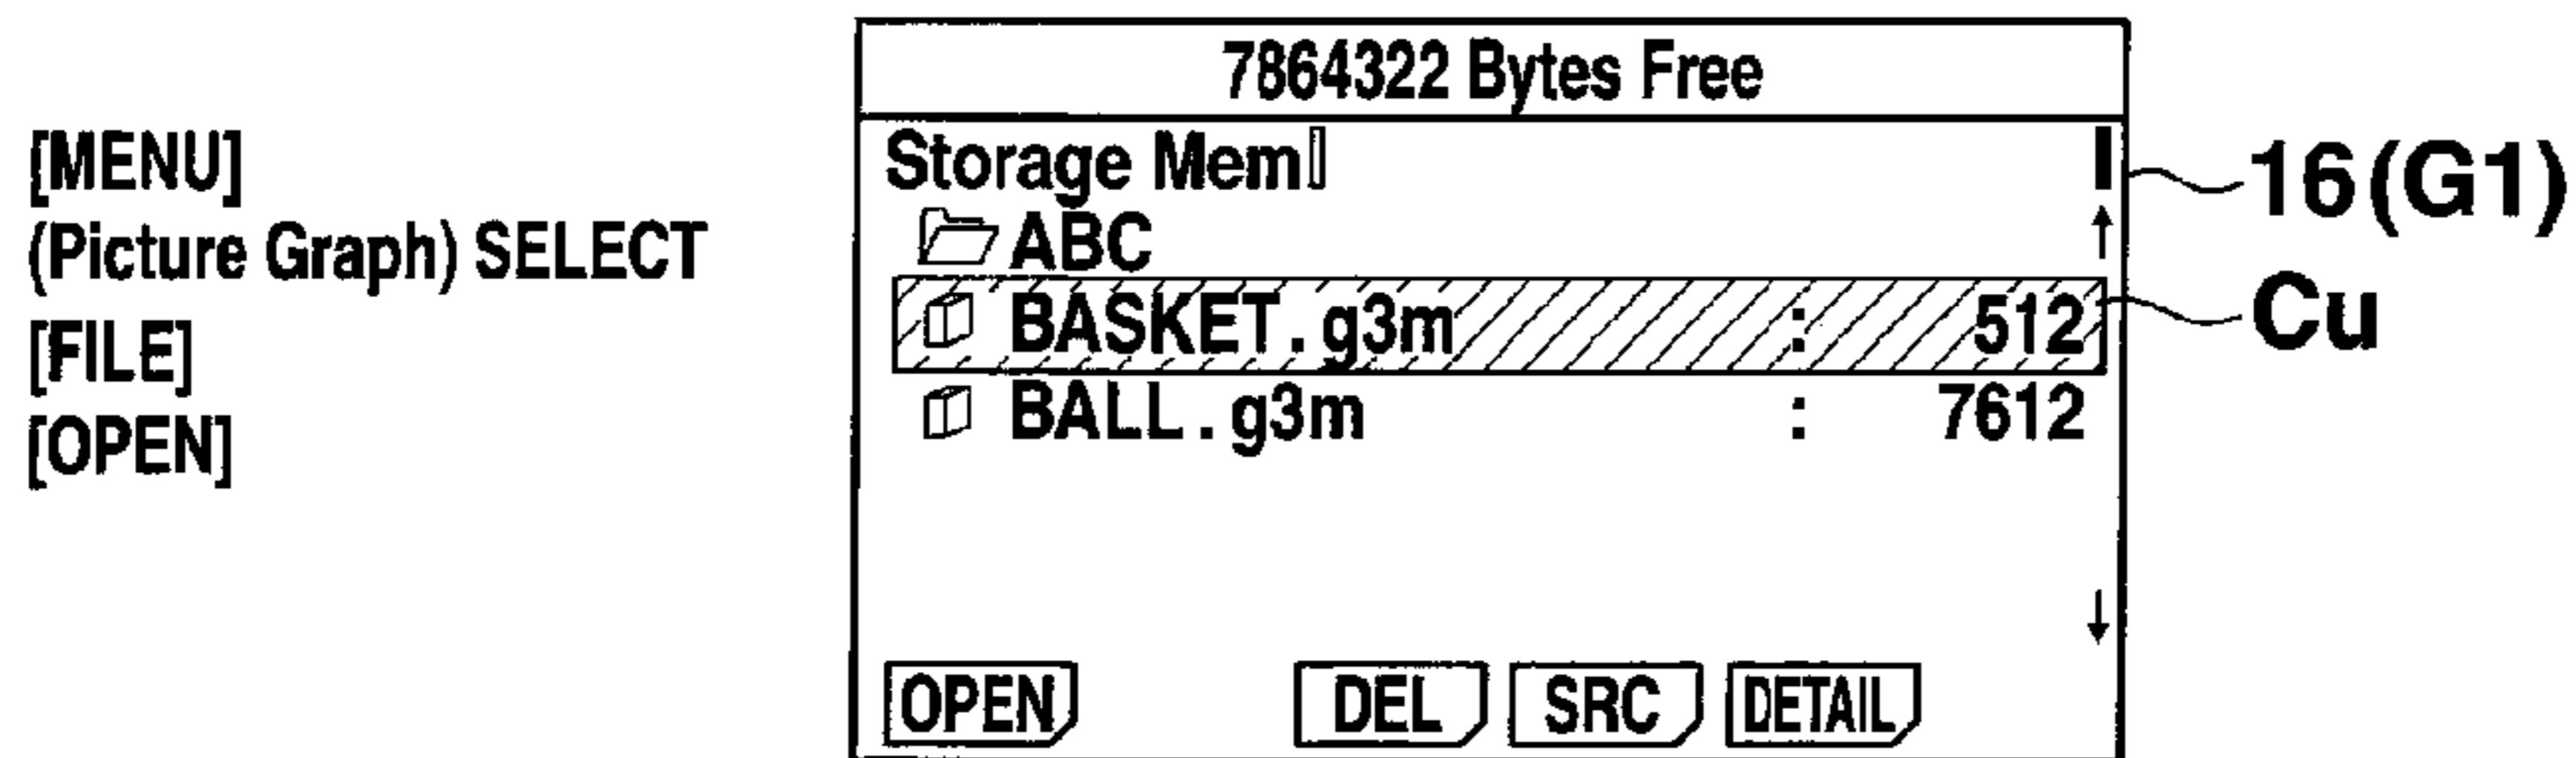 7864322 Bytes Free
[MENU]
(Picture Graph) SELECT
[FILE]
[OPEN]
Storage Mem
ABC
BASKET.g3m : 512
BALL.g3m : 7612
OPEN DEL SRC DETAIL
16(G1)
Cu